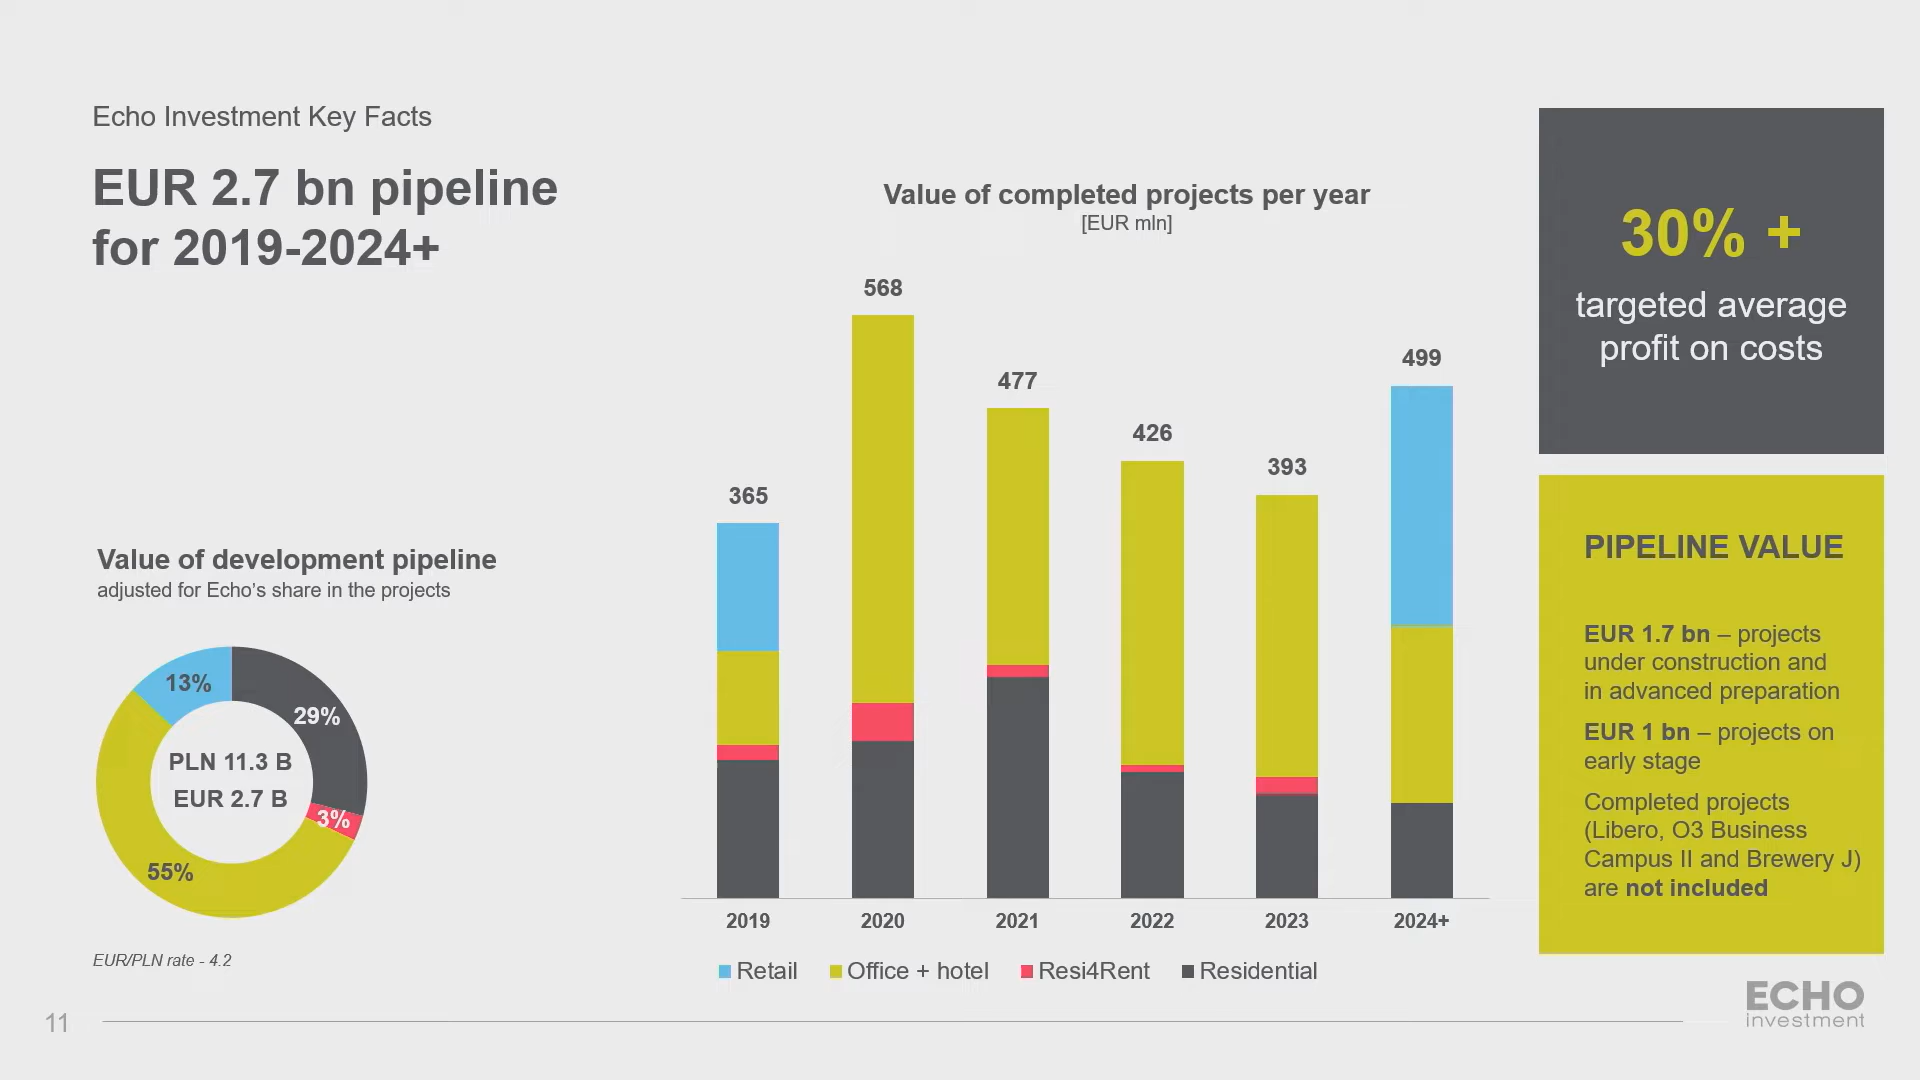 Echo Investment Key Facts
EUR 2.7 bn pipeline
for 2019-2024+
Value of development pipeline
adjusted for Echo's share in the projects
13%
29%
3%
55%
PLN 11.3 B
EUR 2.7 B
EUR/PLN rate - 4.2
Value of completed projects per year
[EUR mln]
365
568
477
426
393
499
2019
2020
2021
2022
2023
2024+
Retail
Office + hotel
Resi4Rent
Residential
30% +
targeted average
profit on costs
PIPELINE VALUE
EUR 1.7 bn – projects
under construction and
in advanced preparation
EUR 1 bn – projects on
early stage
Completed projects
(Libero, O3 Business
Campus II and Brewery J)
are not included
ECHO
investment
11